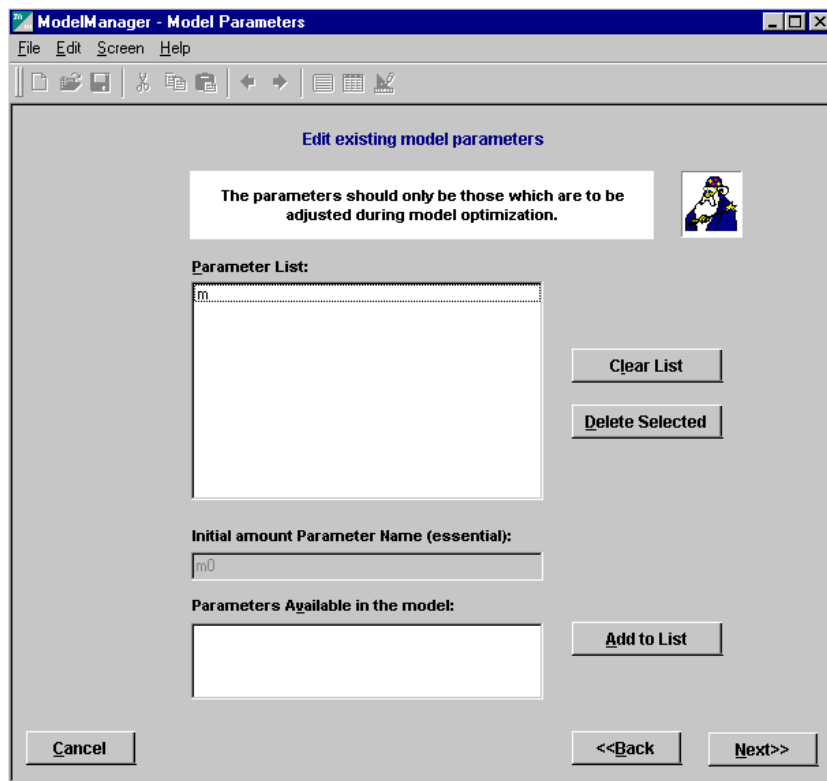 ModelManager - Model Parameters
File Edit Screen Help
Edit existing model parameters
The parameters should only be those which are to be
adjusted during model optimization.
Parameter List:
m
Clear List
Delete Selected
Initial amount Parameter Name (essential):
m0
Parameters Available in the model:
Add to List
Cancel
<<Back
Next>>